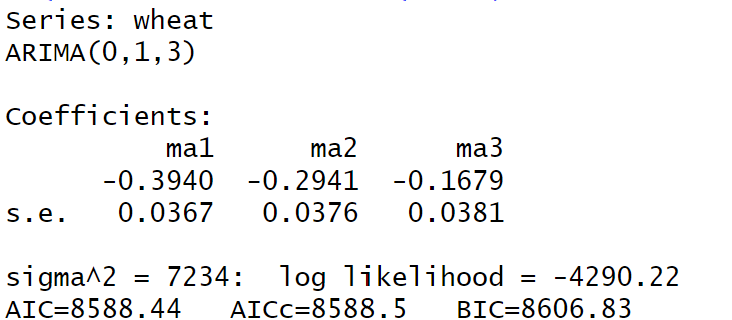 Series: wheat
ARIMA(0,1,3)
Coefficients:
ma1 ma2 ma3
-0.3940 -0.2941 -0.1679
s.e. 0.0367 0.0376 0.0381
sigma^2 = 7234: log likelihood = -4290.22
AIC=8588.44 AICc=8588.5 BIC=8606.83